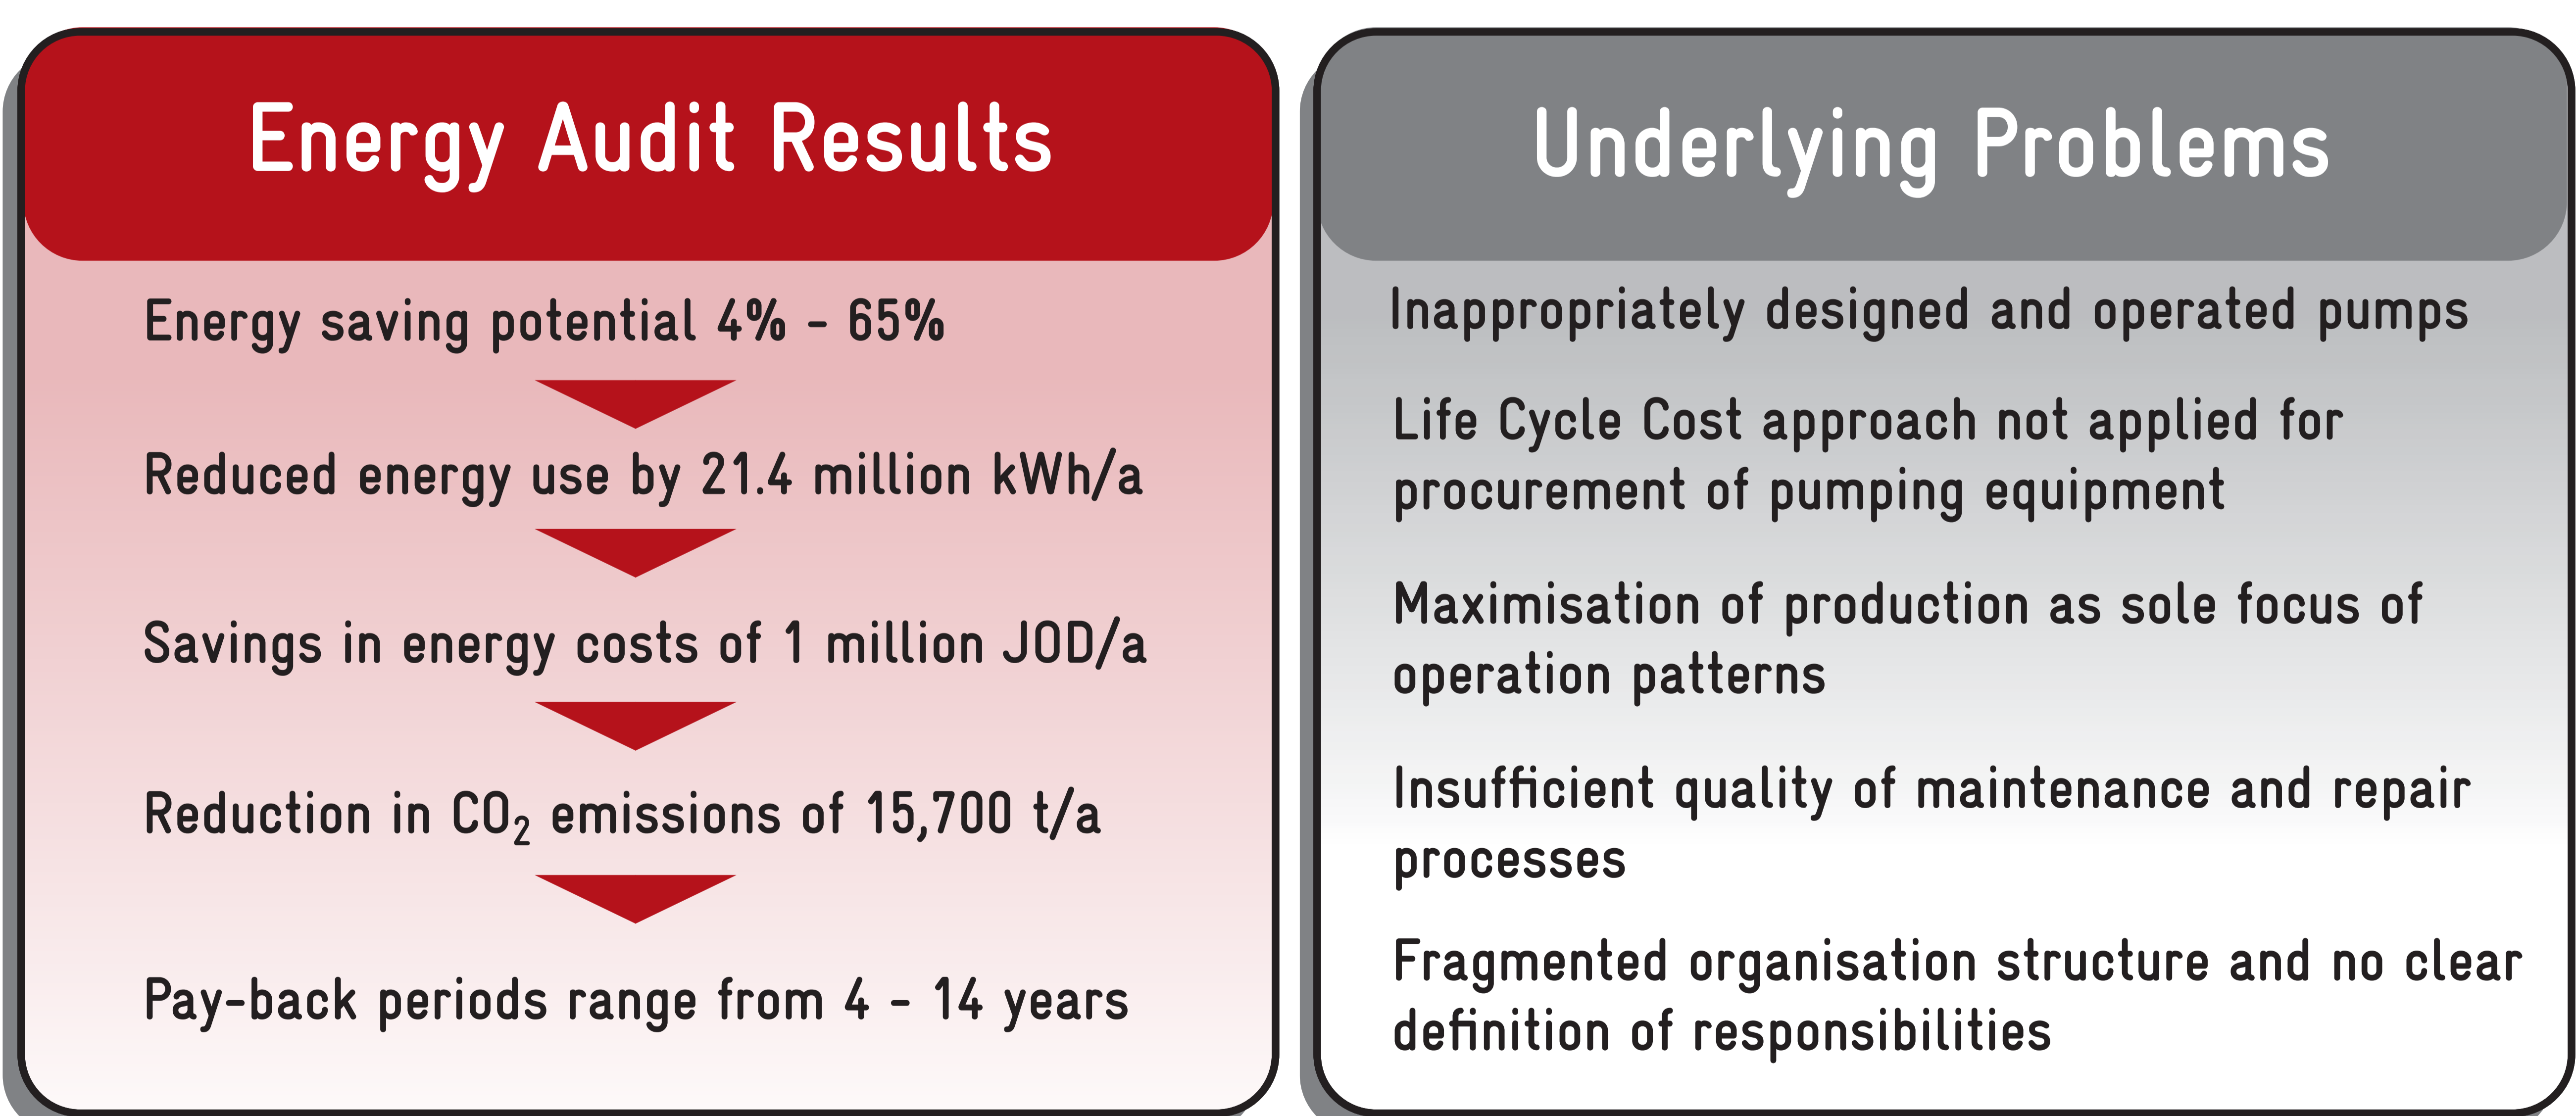 Energy Audit Results
Energy saving potential 4% - 65%
Reduced energy use by 21.4 million kWh/a
Savings in energy costs of 1 million JOD/a
Reduction in CO₂ emissions of 15,700 t/a
Pay-back periods range from 4 - 14 years
Underlying Problems
Inappropriately designed and operated pumps
Life Cycle Cost approach not applied for
procurement of pumping equipment
Maximisation of production as sole focus of
operation patterns
Insufficient quality of maintenance and repair
processes
Fragmented organisation structure and no clear
definition of responsibilities